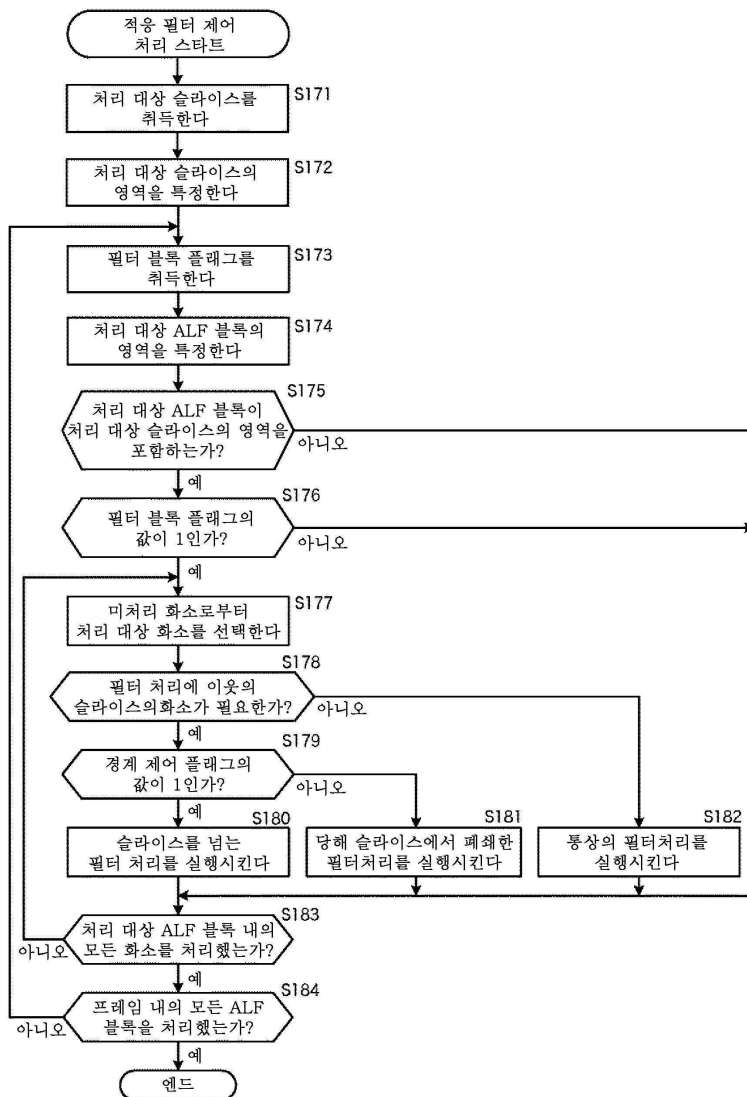 적응 필터 제어
처리 스타트
S171
처리 대상 슬라이스를
취득한다
S172
처리 대상 슬라이스의
영역을 특정한다
S173
필터 블록 플래그를
취득한다
S174
처리 대상 ALF 블록의
영역을 특정한다
S175
처리 대상 ALF 블록이
처리 대상 슬라이스의 영역을
포함하는가?
아니오
예
S176
필터 블록 플래그의
값이 1인가?
아니오
예
S177
미처리 화소로부터
처리 대상 화소를 선택한다
S178
필터 처리에 이웃의
슬라이스의화소가 필요한가?
아니오
예
S179
경계 제어 플래그의
값이 1인가?
아니오
예
S180
슬라이스를 넘는
필터 처리를 실행시킨다
S181
당해 슬라이스에서 폐쇄한
필터처리를 실행시킨다
S182
통상의 필터처리를
실행시킨다
S183
처리 대상 ALF 블록 내의
모든 화소를 처리했는가?
아니오
예
S184
프레임 내의 모든 ALF
블록을 처리했는가?
아니오
예
엔드